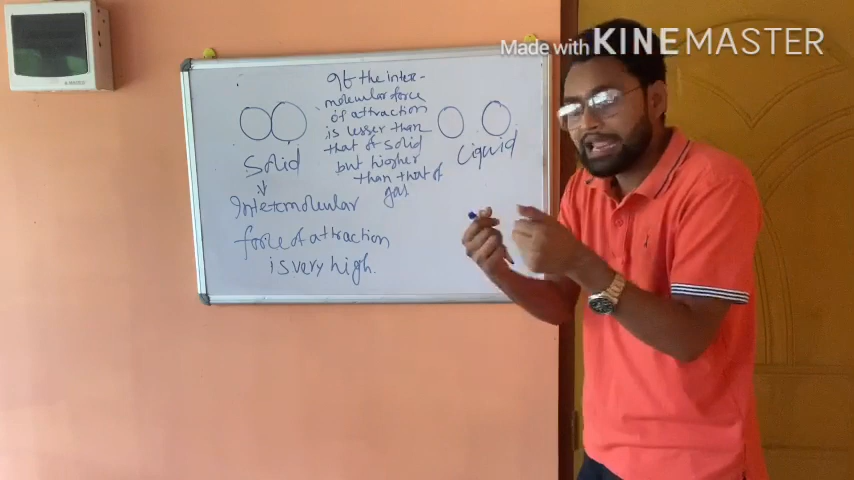 Made with KINEMASTER
If the inter-
molecular force
of attraction
is lesser than
that of solid
but higher
than that of
gas
Solid
Liquid
Intermolecular
force of attraction
is very high.